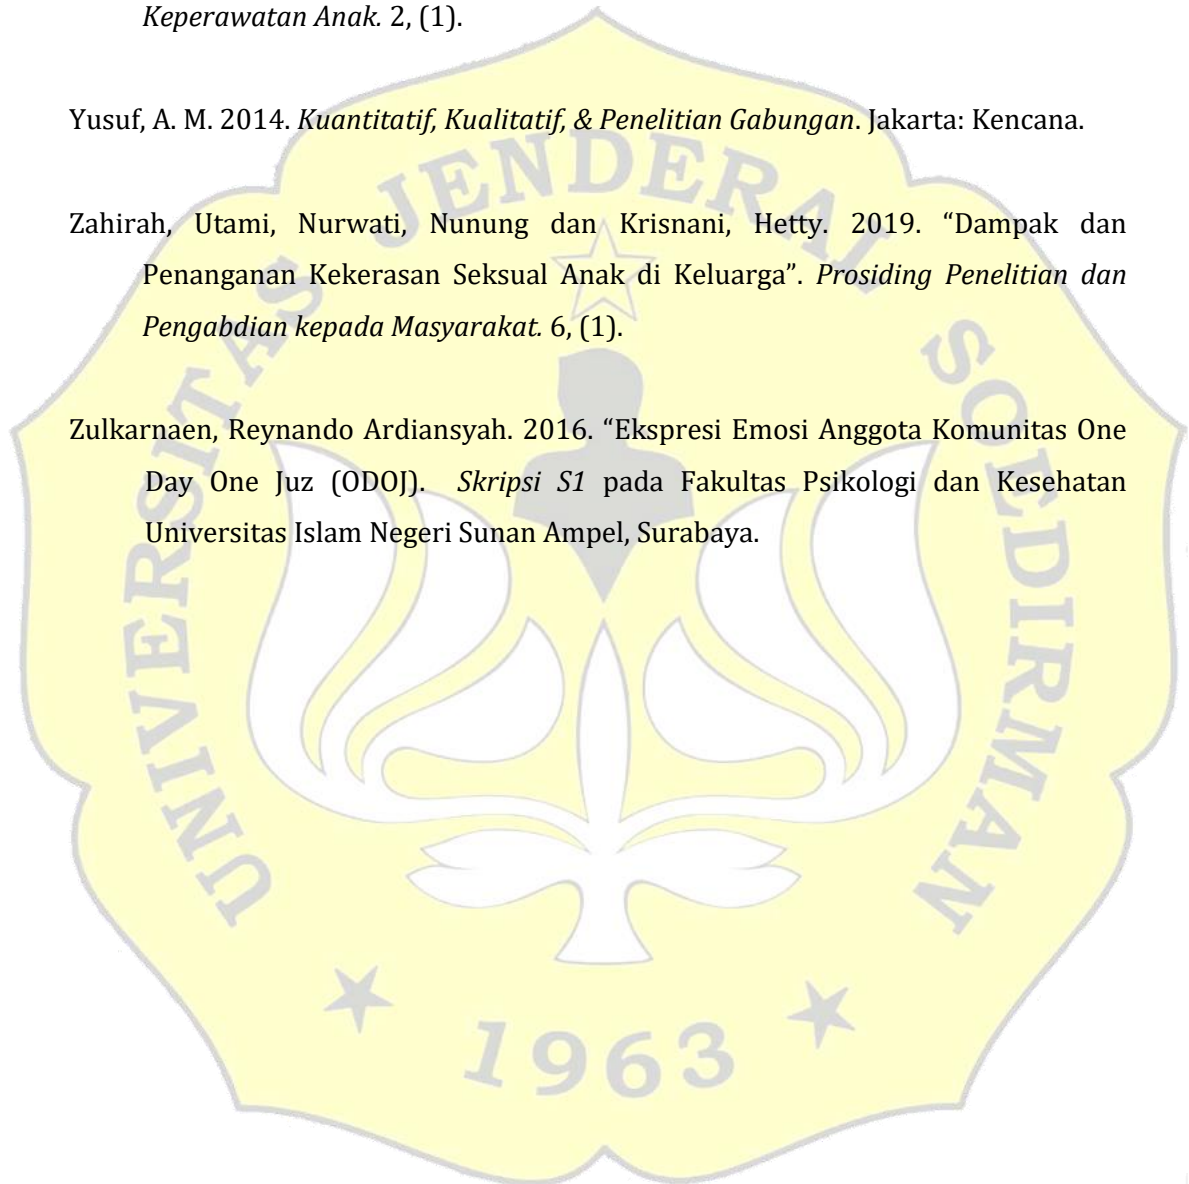 Keperawatan Anak. 2, (1).
Yusuf, A. M. 2014. Kuantitatif, Kualitatif, & Penelitian Gabungan. Jakarta: Kencana.
Zahirah, Utami, Nurwati, Nunung dan Krisnani, Hetty. 2019. “Dampak dan
Penanganan Kekerasan Seksual Anak di Keluarga”. Prosiding Penelitian dan
Pengabdian kepada Masyarakat. 6, (1).
Zulkarnaen, Reynando Ardiansyah. 2016. “Ekspresi Emosi Anggota Komunitas One
Day One Juz (ODOJ). Skripsi S1 pada Fakultas Psikologi dan Kesehatan
Universitas Islam Negeri Sunan Ampel, Surabaya.
UNIVERSITAS JENDERAL SOEDIRMAN
1963